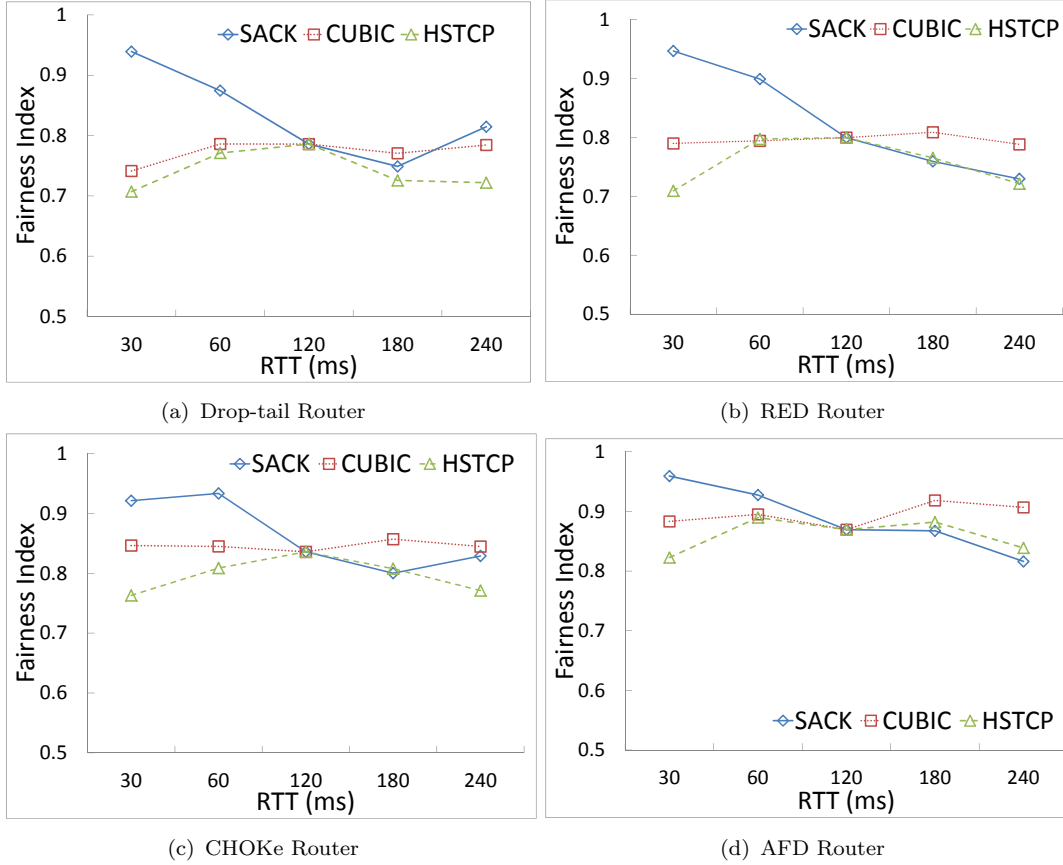 1
SACK CUBIC HSTCP
0.9
0.8
0.7
0.6
0.5
Fairness Index
30 60 120 180 240
RTT (ms)
(a) Drop-tail Router
1
SACK CUBIC HSTCP
0.9
0.8
0.7
0.6
0.5
Fairness Index
30 60 120 180 240
RTT (ms)
(b) RED Router
1
SACK CUBIC HSTCP
0.9
0.8
0.7
0.6
0.5
Fairness Index
30 60 120 180 240
RTT (ms)
(c) CHOKe Router
1
0.9
0.8
0.7
0.6
0.5
Fairness Index
SACK CUBIC HSTCP
30 60 120 180 240
RTT (ms)
(d) AFD Router